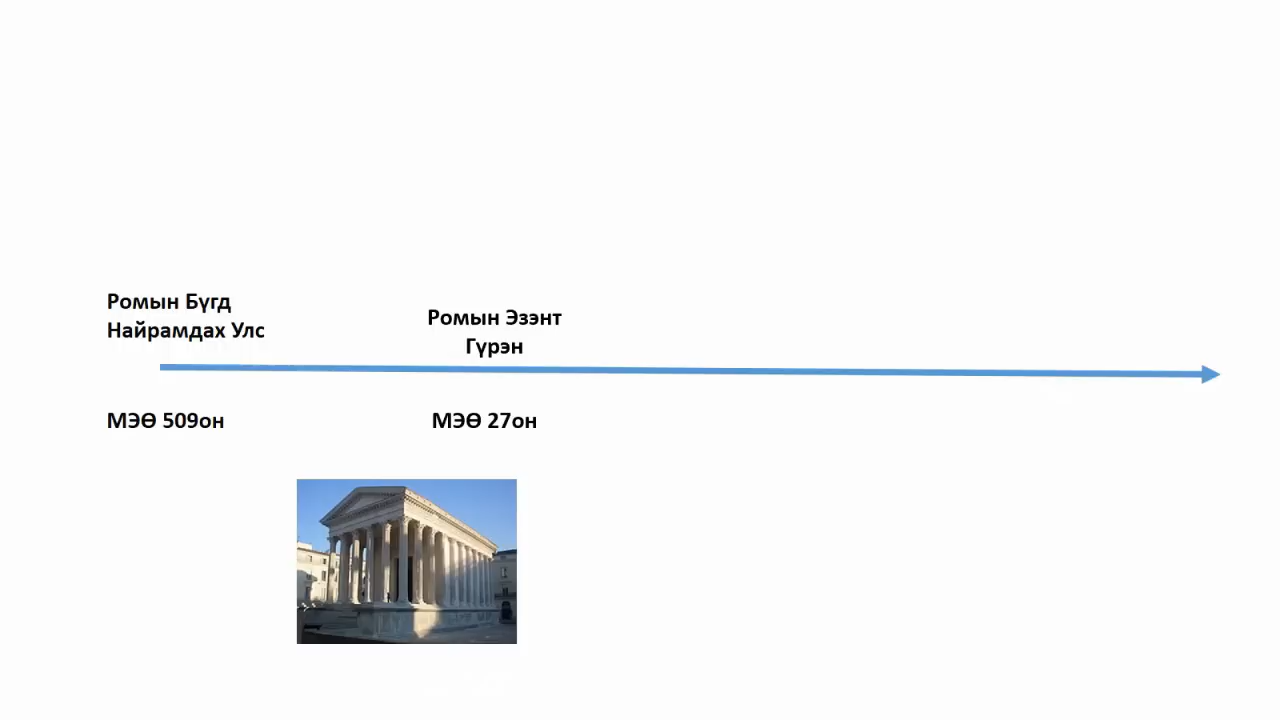 Ромын Бүгд
Найрамдах Улс
Ромын Эзэнт
Гүрэн
МЭӨ 509он
МЭӨ 27он